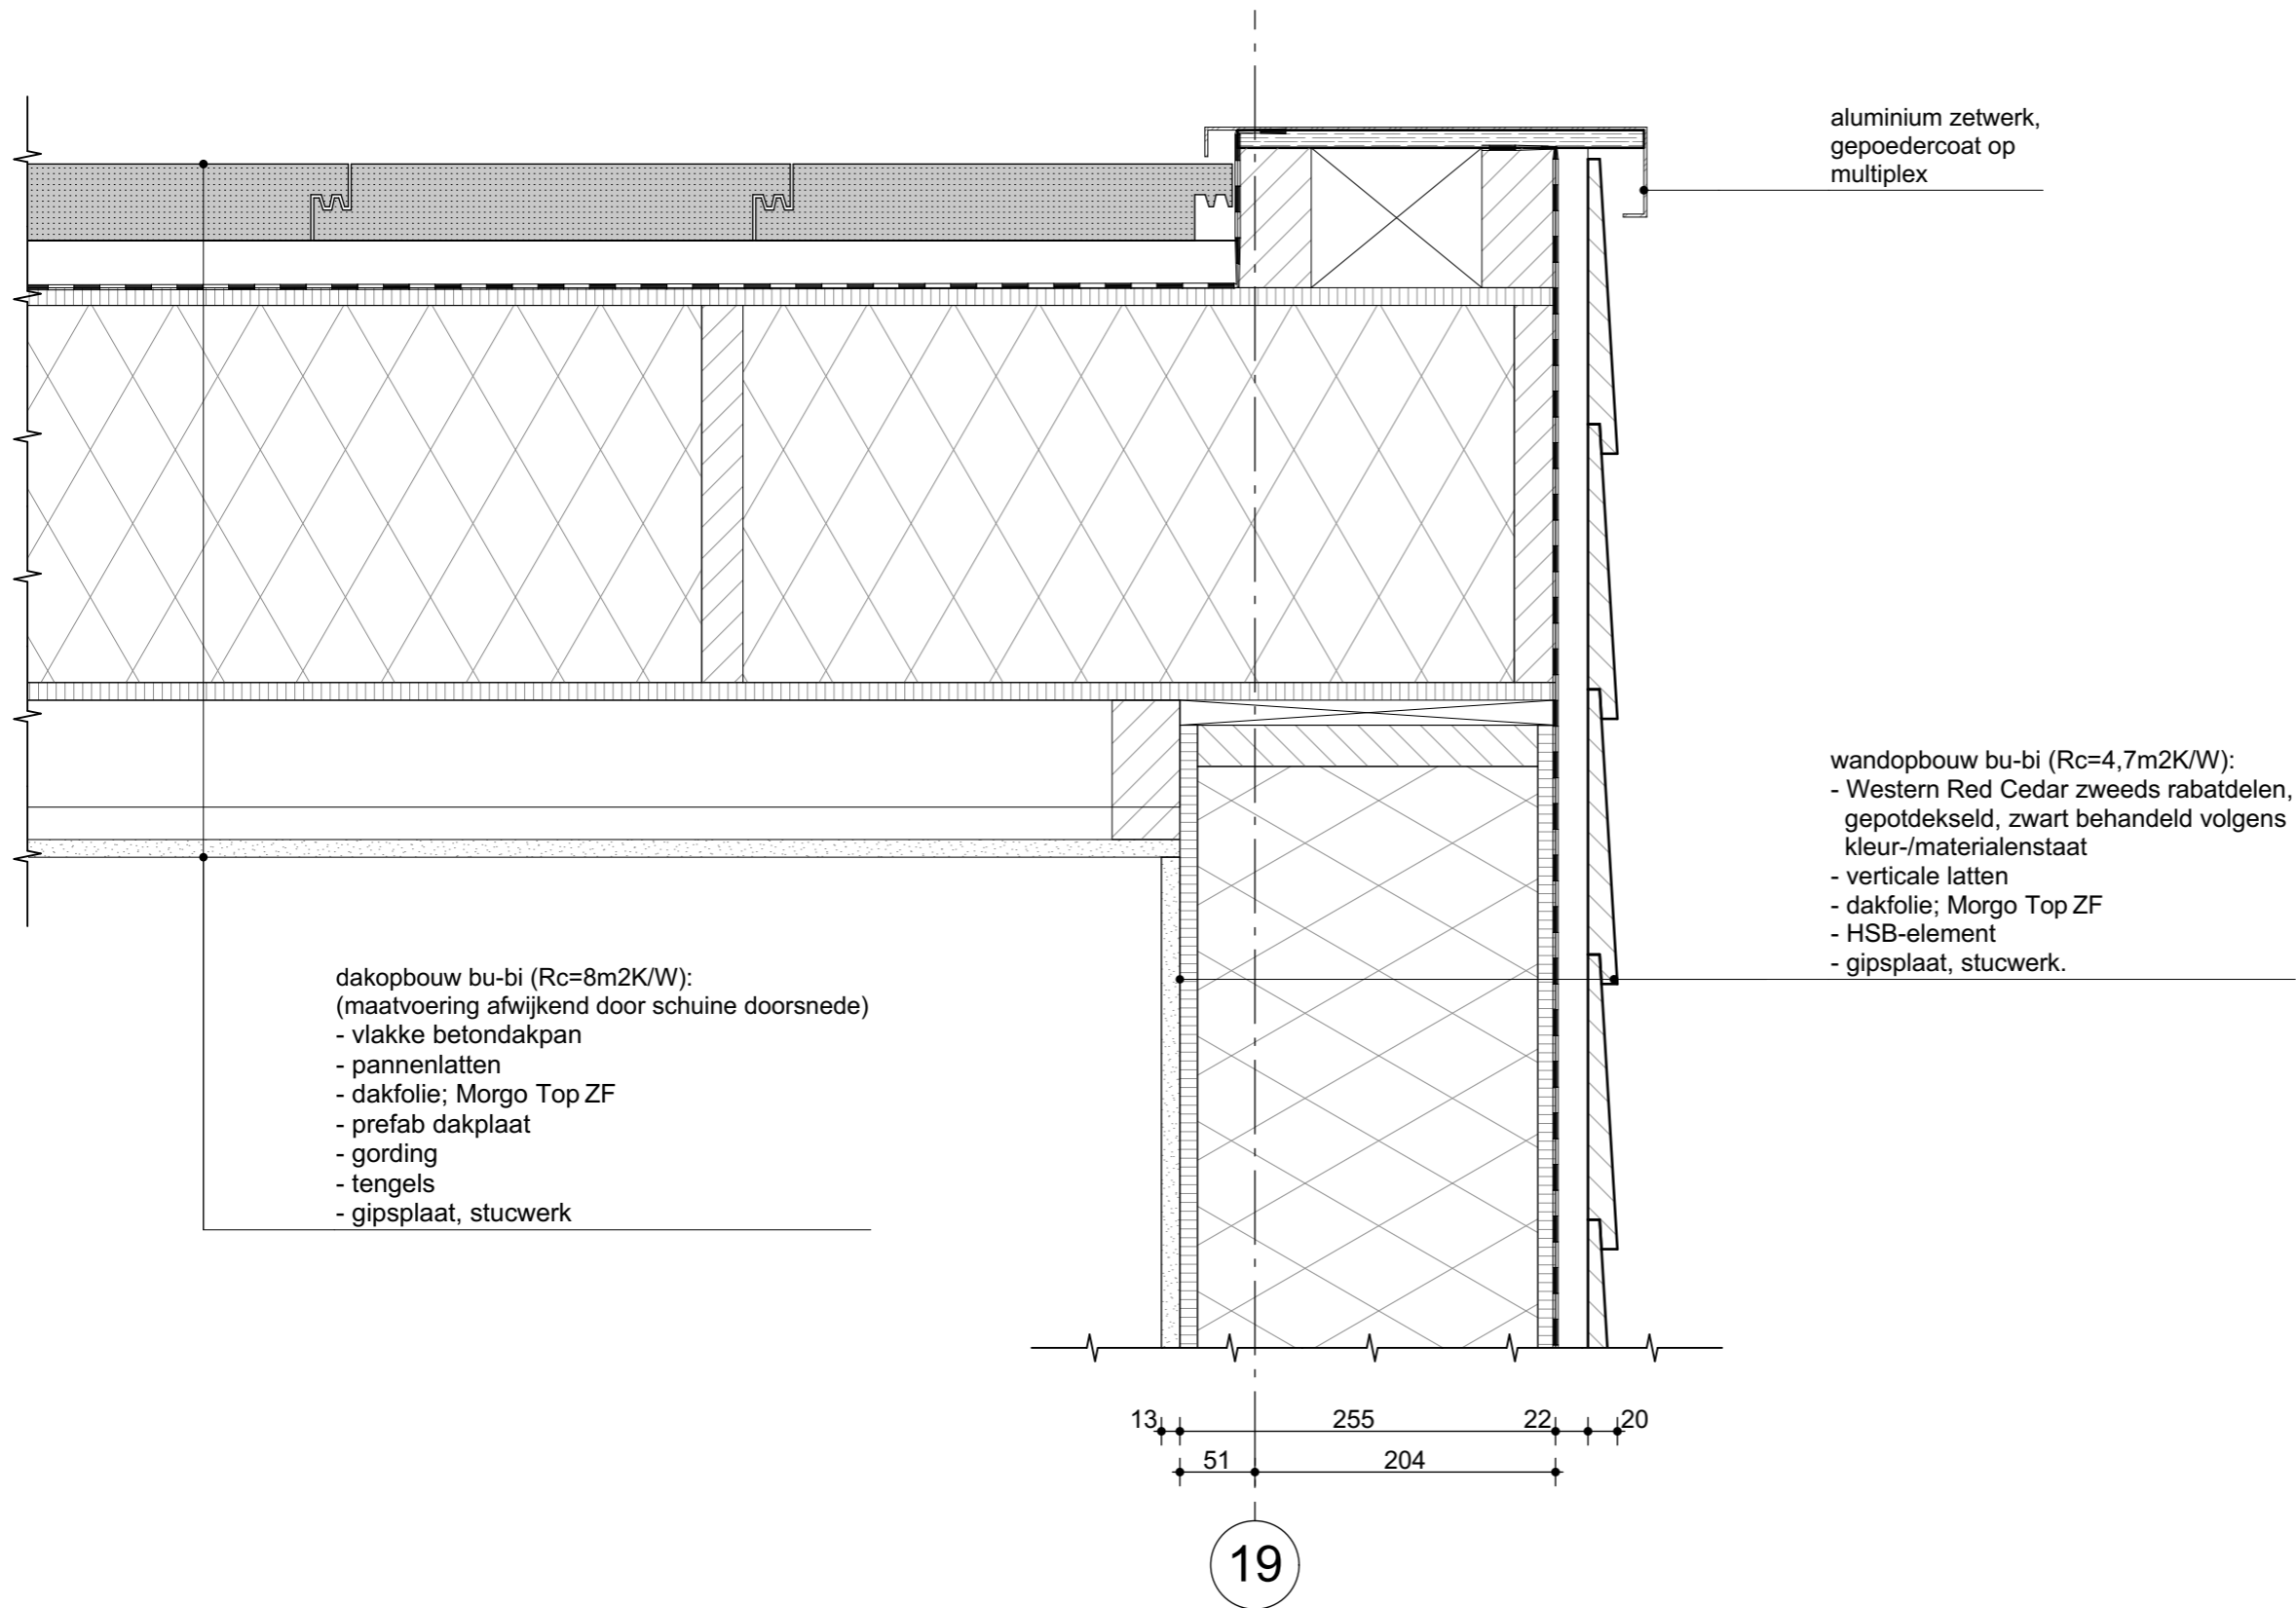 aluminium zetwerk,
gepoedercoat op
multiplex
wandopbouw bu-bi (Rc=4,7m2K/W):
- Western Red Cedar zweeds rabatdelen,
gepotdekseld, zwart behandeld volgens
kleur-/materialenstaat
- verticale latten
- dakfolie; Morgo Top ZF
- HSB-element
- gipsplaat, stucwerk.
dakopbouw bu-bi (Rc=8m2K/W):
(maatvoering afwijkend door schuine doorsnede)
- vlakke betondakpan
- pannenlatten
- dakfolie; Morgo Top ZF
- prefab dakplaat
- gording
- tengels
- gipsplaat, stucwerk
13 255 22 20
51 204
19